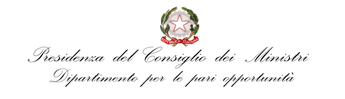 Presidenza del Consiglio dei Ministri
Dipartimento per le pari opportunità